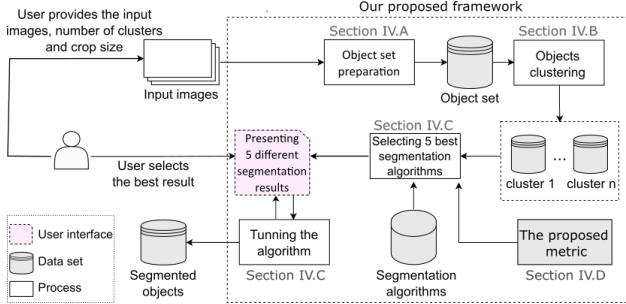 Our proposed framework
User provides the input
images, number of clusters
and crop size
Input images
Section IV.A
Object set
preparation
Object set
Section IV.B
Objects
clustering
User selects
the best result
Presenting
5 different
segmentation
results
Section IV.C
Selecting 5 best
segmentation
algorithms
...
cluster 1
cluster n
User interface
Data set
Process
Segmented
objects
Tunning the
algorithm
Section IV.C
Segmentation
algorithms
The proposed
metric
Section IV.D